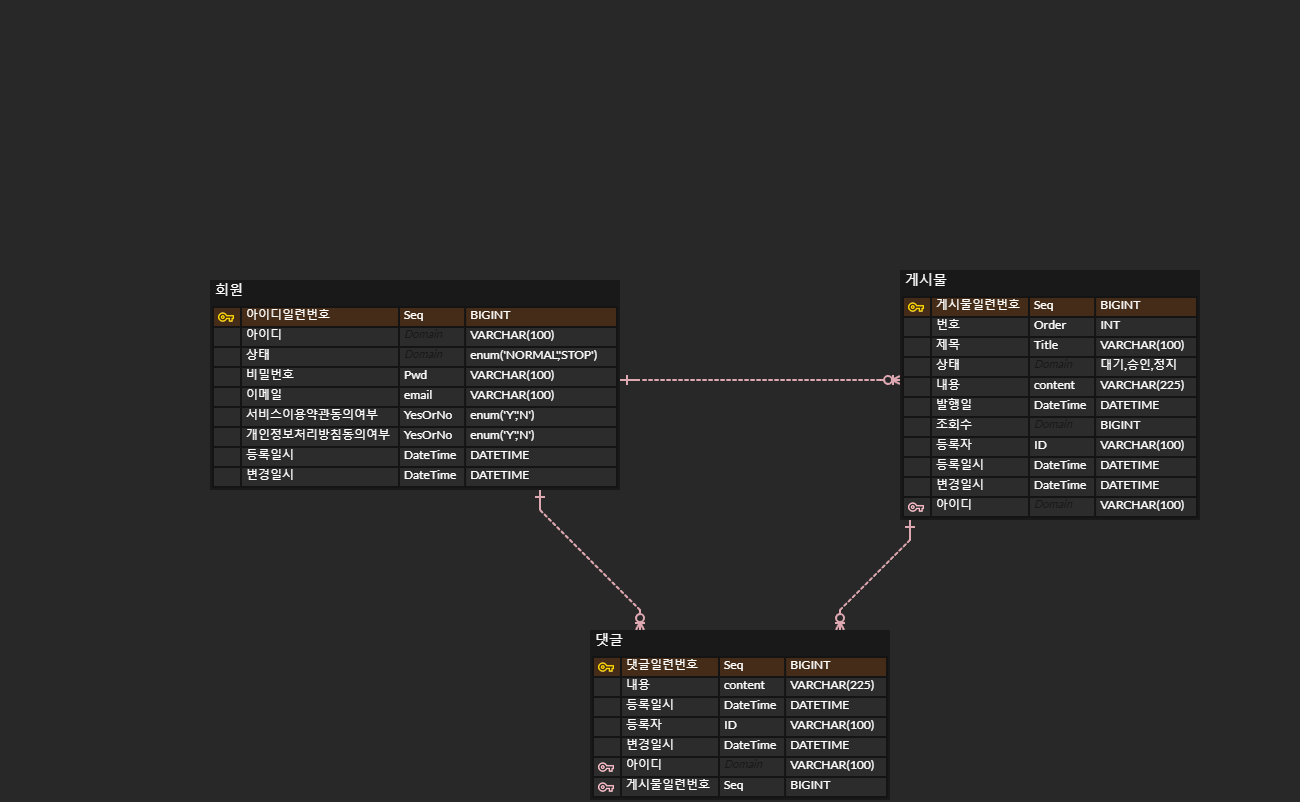 회원
아이디일련번호 Seq BIGINT
아이디 Domain VARCHAR(100)
상태 Domain enum('NORMAL','STOP')
비밀번호 Pwd VARCHAR(100)
이메일 email VARCHAR(100)
서비스이용약관동의여부 YesOrNo enum('Y','N')
개인정보처리방침동의여부 YesOrNo enum('Y','N')
등록일시 DateTime DATETIME
변경일시 DateTime DATETIME
게시물
게시물일련번호 Seq BIGINT
번호 Order INT
제목 Title VARCHAR(100)
상태 Domain 대기,승인,정지
내용 content VARCHAR(225)
발행일 DateTime DATETIME
조회수 Domain BIGINT
등록자 ID VARCHAR(100)
등록일시 DateTime DATETIME
변경일시 DateTime DATETIME
아이디 Domain VARCHAR(100)
댓글
댓글일련번호 Seq BIGINT
내용 content VARCHAR(225)
등록일시 DateTime DATETIME
등록자 ID VARCHAR(100)
변경일시 DateTime DATETIME
아이디 Domain VARCHAR(100)
게시물일련번호 Seq BIGINT